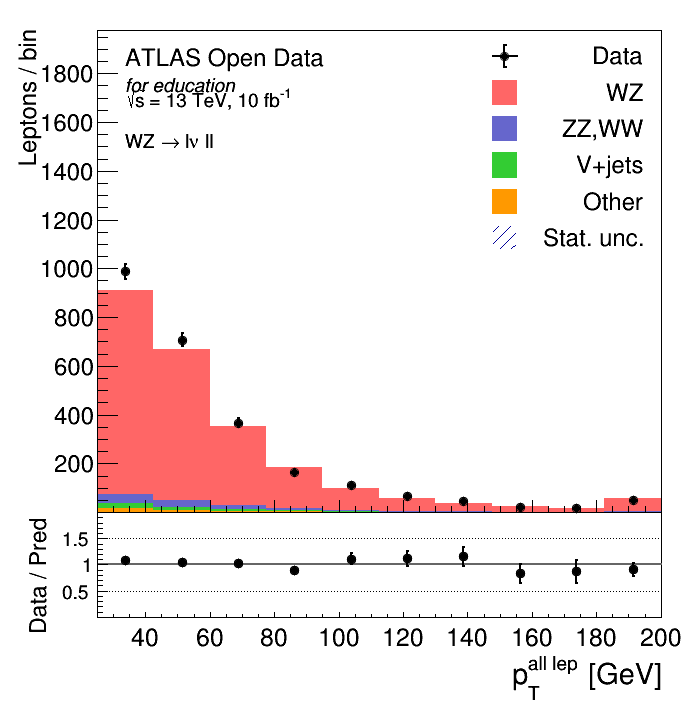 Leptons / bin
1800
1600
1400
1200
1000
800
600
400
200
ATLAS Open Data
for education
√s = 13 TeV, 10 fb⁻¹
WZ → lν ll
Data
WZ
ZZ,WW
V+jets
Other
Stat. unc.
Data / Pred
1.5
1
0.5
40 60 80 100 120 140 160 180 200
p_T^all lep [GeV]